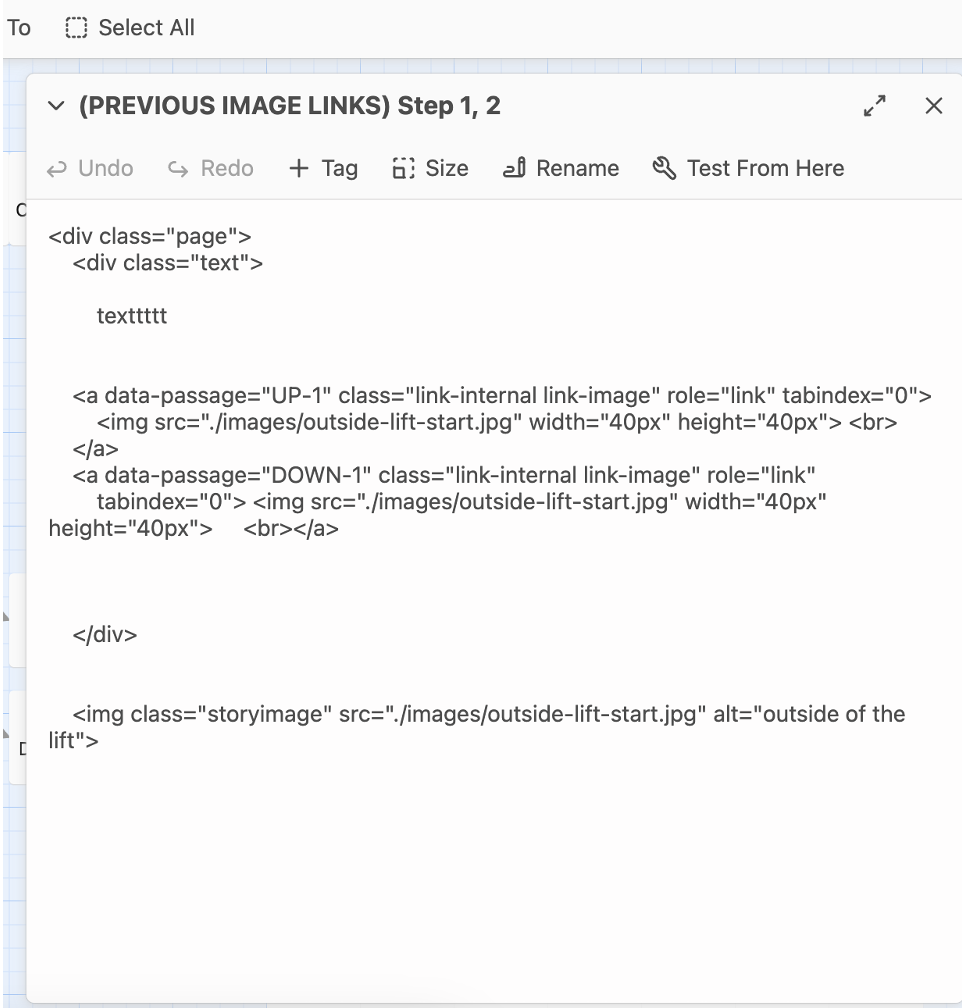 To Select All
(PREVIOUS IMAGE LINKS) Step 1, 2
Undo Redo + Tag Size Rename Test From Here
<div class="page">
<div class="text">
texttttt
<a data-passage="UP-1" class="link-internal link-image" role="link" tabindex="0">
<img src="./images/outside-lift-start.jpg" width="40px" height="40px"> <br>
</a>
<a data-passage="DOWN-1" class="link-internal link-image" role="link"
tabindex="0"> <img src="./images/outside-lift-start.jpg" width="40px"
height="40px"> <br></a>
</div>
<img class="storyimage" src="./images/outside-lift-start.jpg" alt="outside of the
lift">